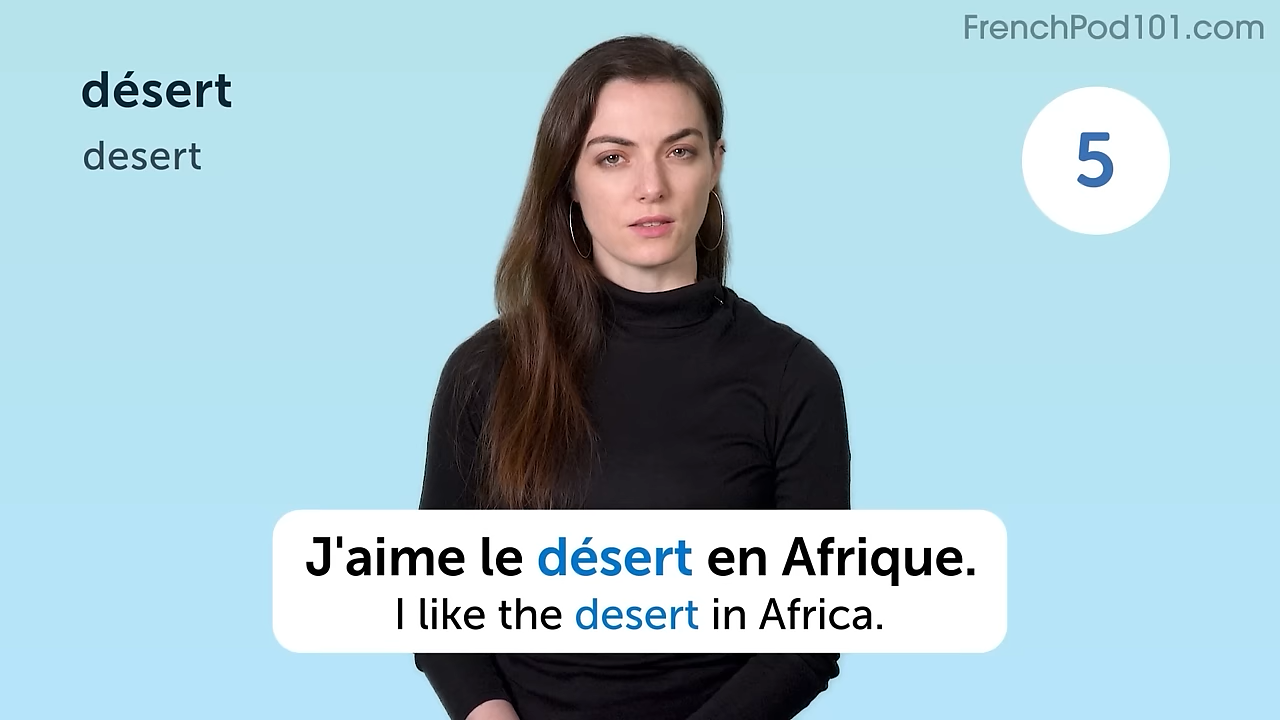 FrenchPod101.com
désert
desert
5
J'aime le désert en Afrique.
I like the desert in Africa.